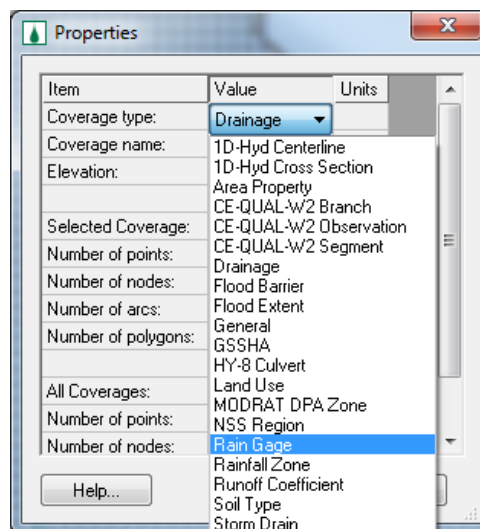 Properties
Item Value Units
Coverage type: Drainage
Coverage name:
Elevation:
Selected Coverage:
Number of points:
Number of nodes:
Number of arcs:
Number of polygons:
All Coverages:
Number of points:
Number of nodes:
1D-Hyd Centerline
1D-Hyd Cross Section
Area Property
CE-QUAL-W2 Branch
CE-QUAL-W2 Observation
CE-QUAL-W2 Segment
Drainage
Flood Barrier
Flood Extent
General
GSSHA
HY-8 Culvert
Land Use
MODRAT DPA Zone
NSS Region
Rain Gage
Rainfall Zone
Runoff Coefficient
Soil Type
Storm Drain
Help...